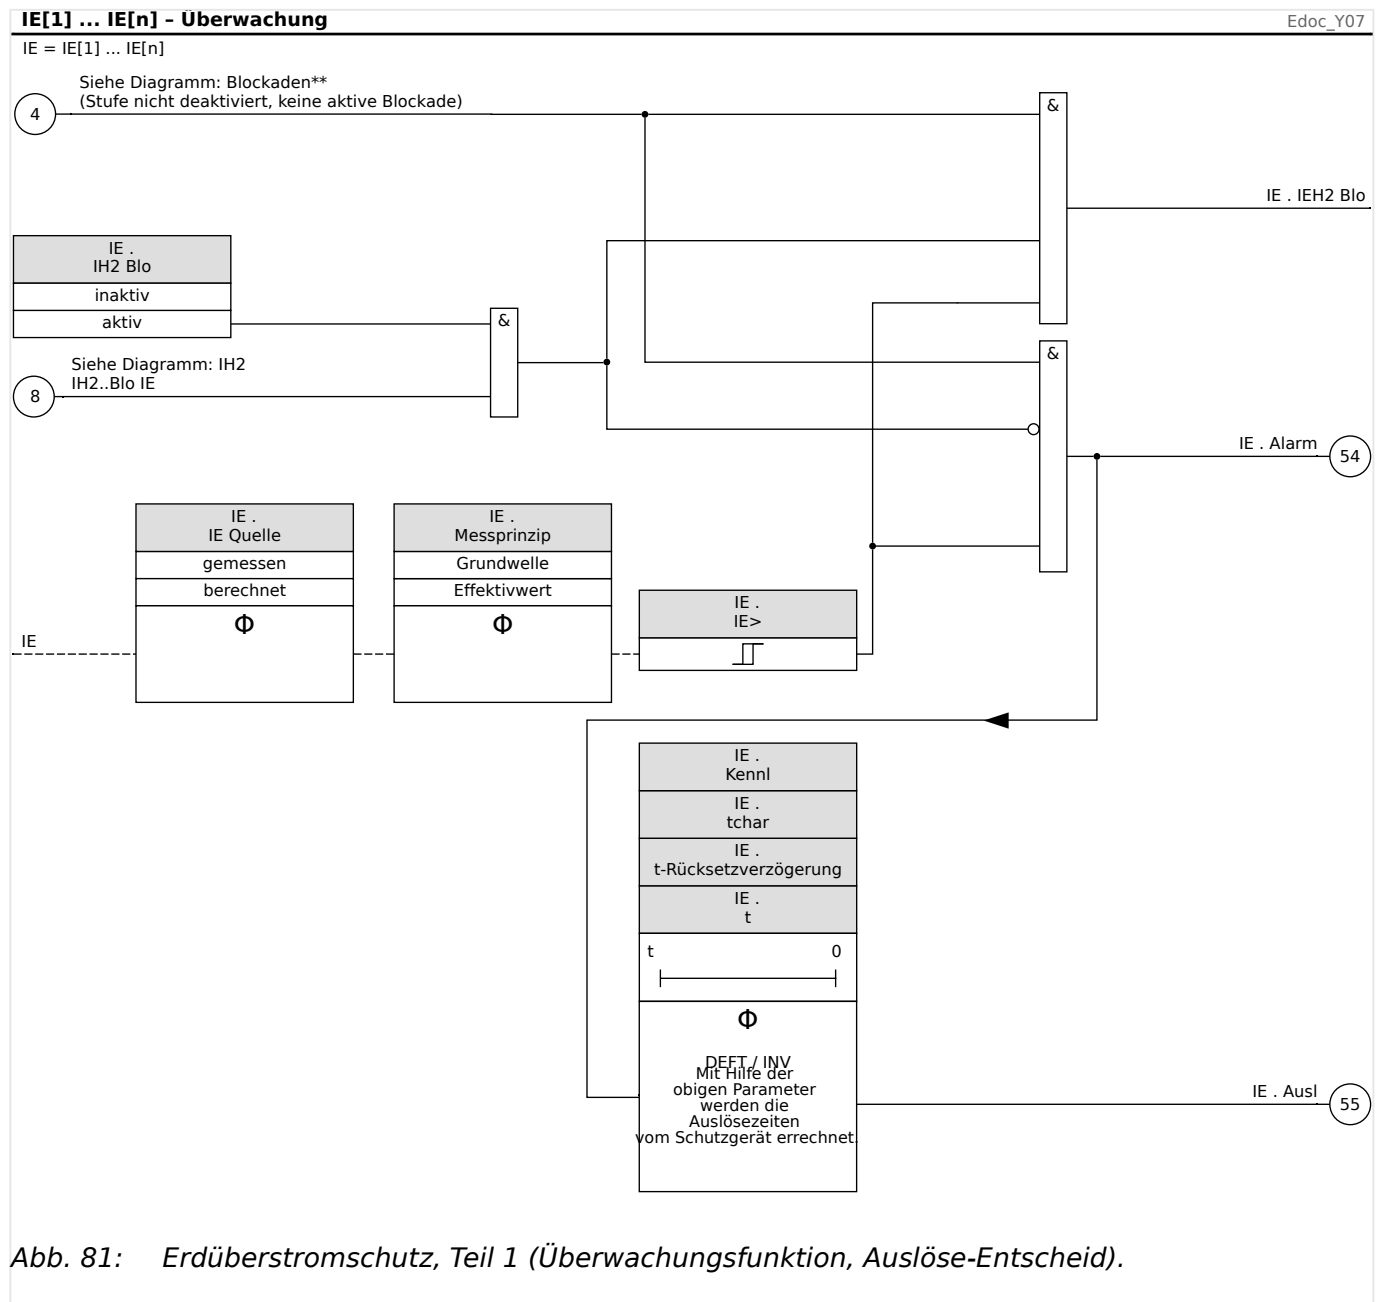 IE[1] ... IE[n] – Überwachung
Edoc_Y07
IE = IE[1] ... IE[n]
Siehe Diagramm: Blockaden**
(Stufe nicht deaktiviert, keine aktive Blockade)
4
&
IE . IEH2 Blo
IE .
IH2 Blo
inaktiv
aktiv
&
Siehe Diagramm: IH2
IH2..Blo IE
8
&
IE . Alarm
54
IE .
IE Quelle
gemessen
berechnet
Φ
IE .
Messprinzip
Grundwelle
Effektivwert
Φ
IE .
IE>
IE
IE .
Kennl
IE .
tchar
IE .
t-Rücksetzverzögerung
IE .
t
t
0
Φ
DEFT / INV
Mit Hilfe der
obigen Parameter
werden die
Auslösezeiten
vom Schutzgerät errechnet.
IE . Ausl
55
Abb. 81: Erdüberstromschutz, Teil 1 (Überwachungsfunktion, Auslöse-Entscheid).